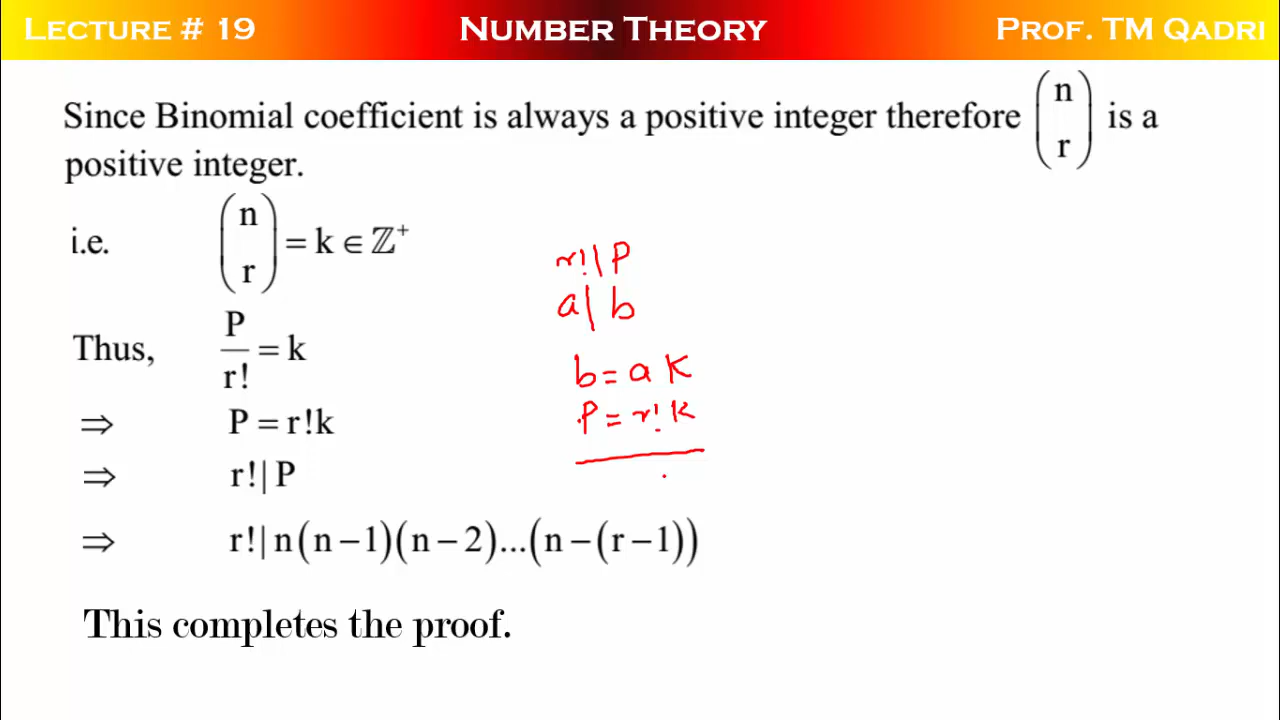 LECTURE # 19 NUMBER THEORY PROF. TM QADRI
Since Binomial coefficient is always a positive integer therefore (n r) is a
positive integer.
i.e. (n r) = k ∈ ℤ⁺
Thus, P/r! = k
⇒ P = r!k
⇒ r!|P
⇒ r!|n(n−1)(n−2)...(n−(r−1))
This completes the proof.
r!|P
a|b
b = a k
P = r! k